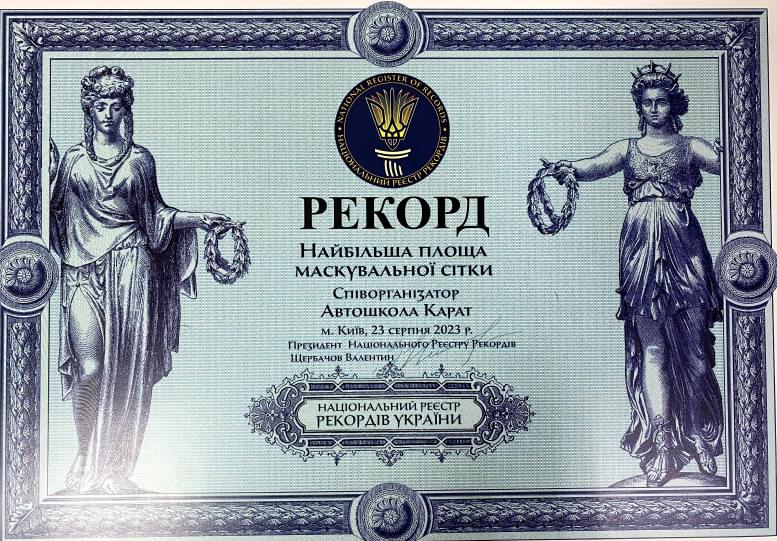 NATIONAL REGISTER OF RECORDS
НАЦІОНАЛЬНИЙ РЕЄСТР РЕКОРДІВ
РЕКОРД
НАЙБІЛЬША ПЛОЩА
МАСКУВАЛЬНОЇ СІТКИ
СПІВОРГАНІЗАТОР
АВТОШКОЛА КАРАТ
м. Київ, 23 серпня 2023 р.
Президент Національного Реєстру Рекордів
Щербачов Валентин
НАЦІОНАЛЬНИЙ РЕЄСТР
РЕКОРДІВ УКРАЇНИ